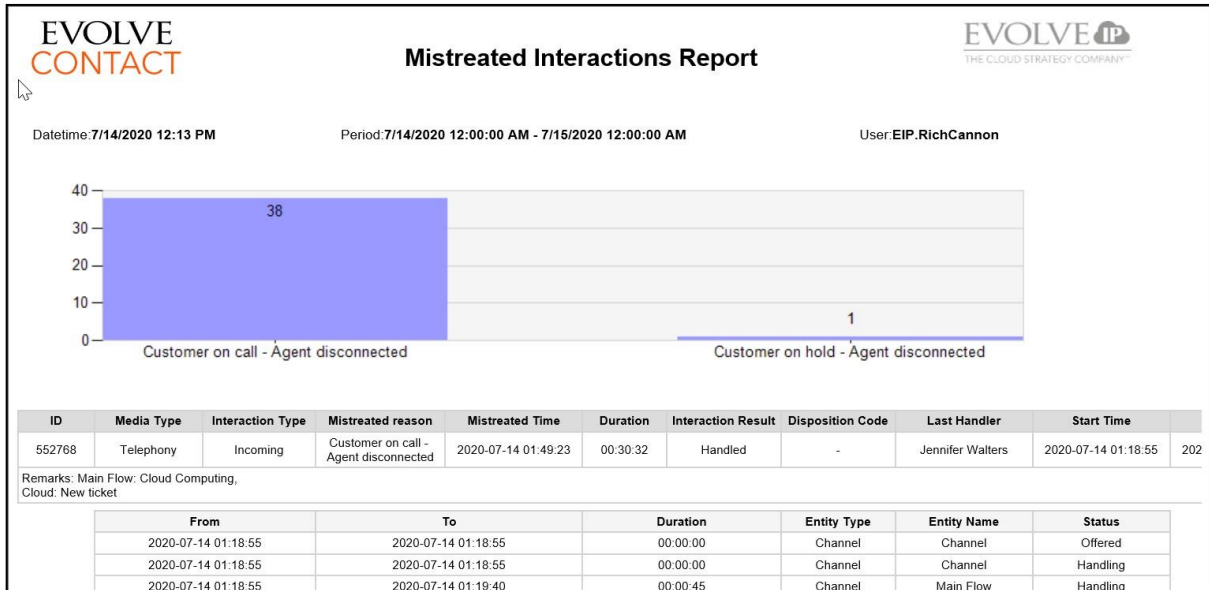 EVOLVE
CONTACT
Mistreated Interactions Report
EVOLVE IP
THE CLOUD STRATEGY COMPANY™
Datetime:7/14/2020 12:13 PM Period:7/14/2020 12:00:00 AM - 7/15/2020 12:00:00 AM User:EIP.RichCannon
40
38
30
20
10
1
0
Customer on call - Agent disconnected Customer on hold - Agent disconnected
ID Media Type Interaction Type Mistreated reason Mistreated Time Duration Interaction Result Disposition Code Last Handler Start Time
552768 Telephony Incoming Customer on call - Agent disconnected 2020-07-14 01:49:23 00:30:32 Handled - Jennifer Walters 2020-07-14 01:18:55 202
Remarks: Main Flow: Cloud Computing,
Cloud: New ticket
From To Duration Entity Type Entity Name Status
2020-07-14 01:18:55 2020-07-14 01:18:55 00:00:00 Channel Channel Offered
2020-07-14 01:18:55 2020-07-14 01:18:55 00:00:00 Channel Channel Handling
2020-07-14 01:18:55 2020-07-14 01:19:40 00:00:45 Channel Main Flow Handling